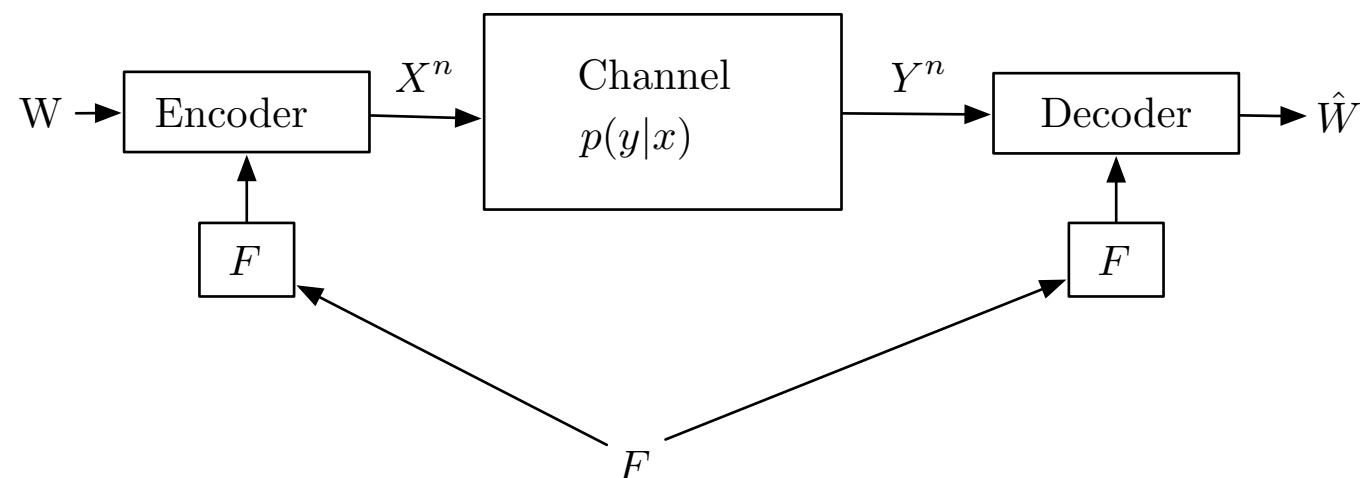 W
Encoder
X^n
Channel
p(y|x)
Y^n
Decoder
Ŵ
F
F
F